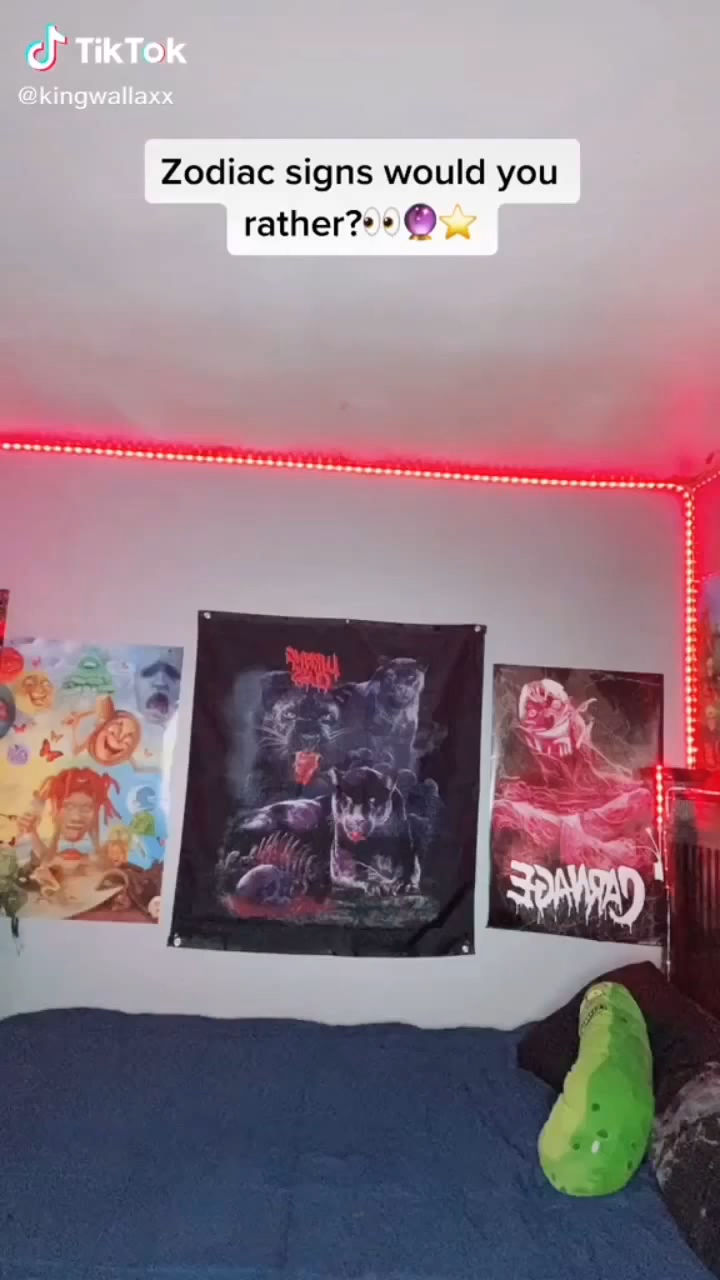 TikTok
@kingwallaxx
Zodiac signs would you
rather?👀🔮⭐
CARNAGE